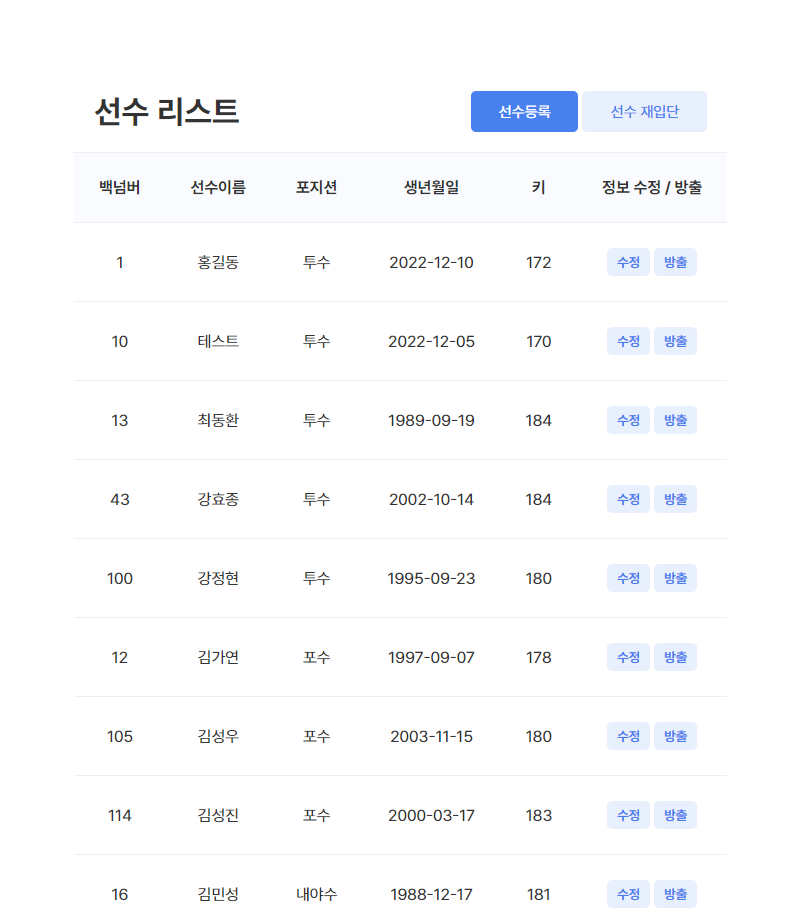 선수 리스트 선수등록 선수 재입단
백넘버 선수이름 포지션 생년월일 키 정보 수정 / 방출
1 홍길동 투수 2022-12-10 172 수정 방출
10 테스트 투수 2022-12-05 170 수정 방출
13 최동환 투수 1989-09-19 184 수정 방출
43 강효종 투수 2002-10-14 184 수정 방출
100 강정현 투수 1995-09-23 180 수정 방출
12 김가연 포수 1997-09-07 178 수정 방출
105 김성우 포수 2003-11-15 180 수정 방출
114 김성진 포수 2000-03-17 183 수정 방출
16 김민성 내야수 1988-12-17 181 수정 방출